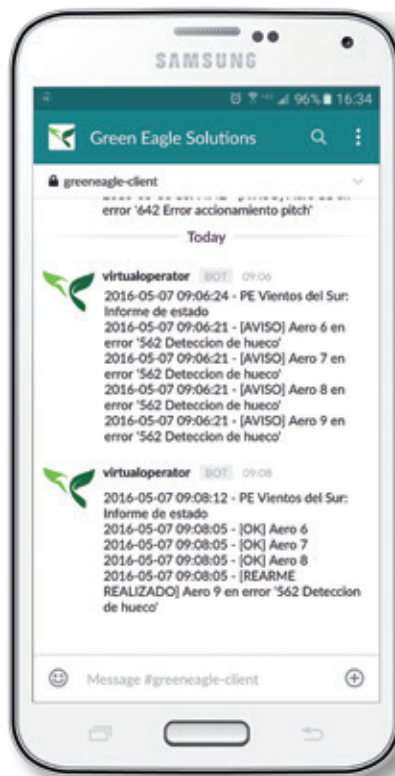 SAMSUNG
96% 16:34
Green Eagle Solutions
greeneagle-client
error '642 Error accionamiento pitch'
Today
virtualoperator BOT 09:06
2016-05-07 09:06:24 - PE Vientos del Sur:
Informe de estado
2016-05-07 09:06:21 - [AVISO] Aero 6 en
error '562 Deteccion de hueco'
2016-05-07 09:06:21 - [AVISO] Aero 7 en
error '562 Deteccion de hueco'
2016-05-07 09:06:21 - [AVISO] Aero 8 en
error '562 Deteccion de hueco'
2016-05-07 09:06:21 - [AVISO] Aero 9 en
error '562 Deteccion de hueco'
virtualoperator BOT 09:08
2016-05-07 09:08:12 - PE Vientos del Sur:
Informe de estado
2016-05-07 09:08:05 - [OK] Aero 6
2016-05-07 09:08:05 - [OK] Aero 7
2016-05-07 09:08:05 - [OK] Aero 8
2016-05-07 09:08:05 - [REARME
REALIZADO] Aero 9 en error '562 Deteccion
de hueco'
Message #greeneagle-client